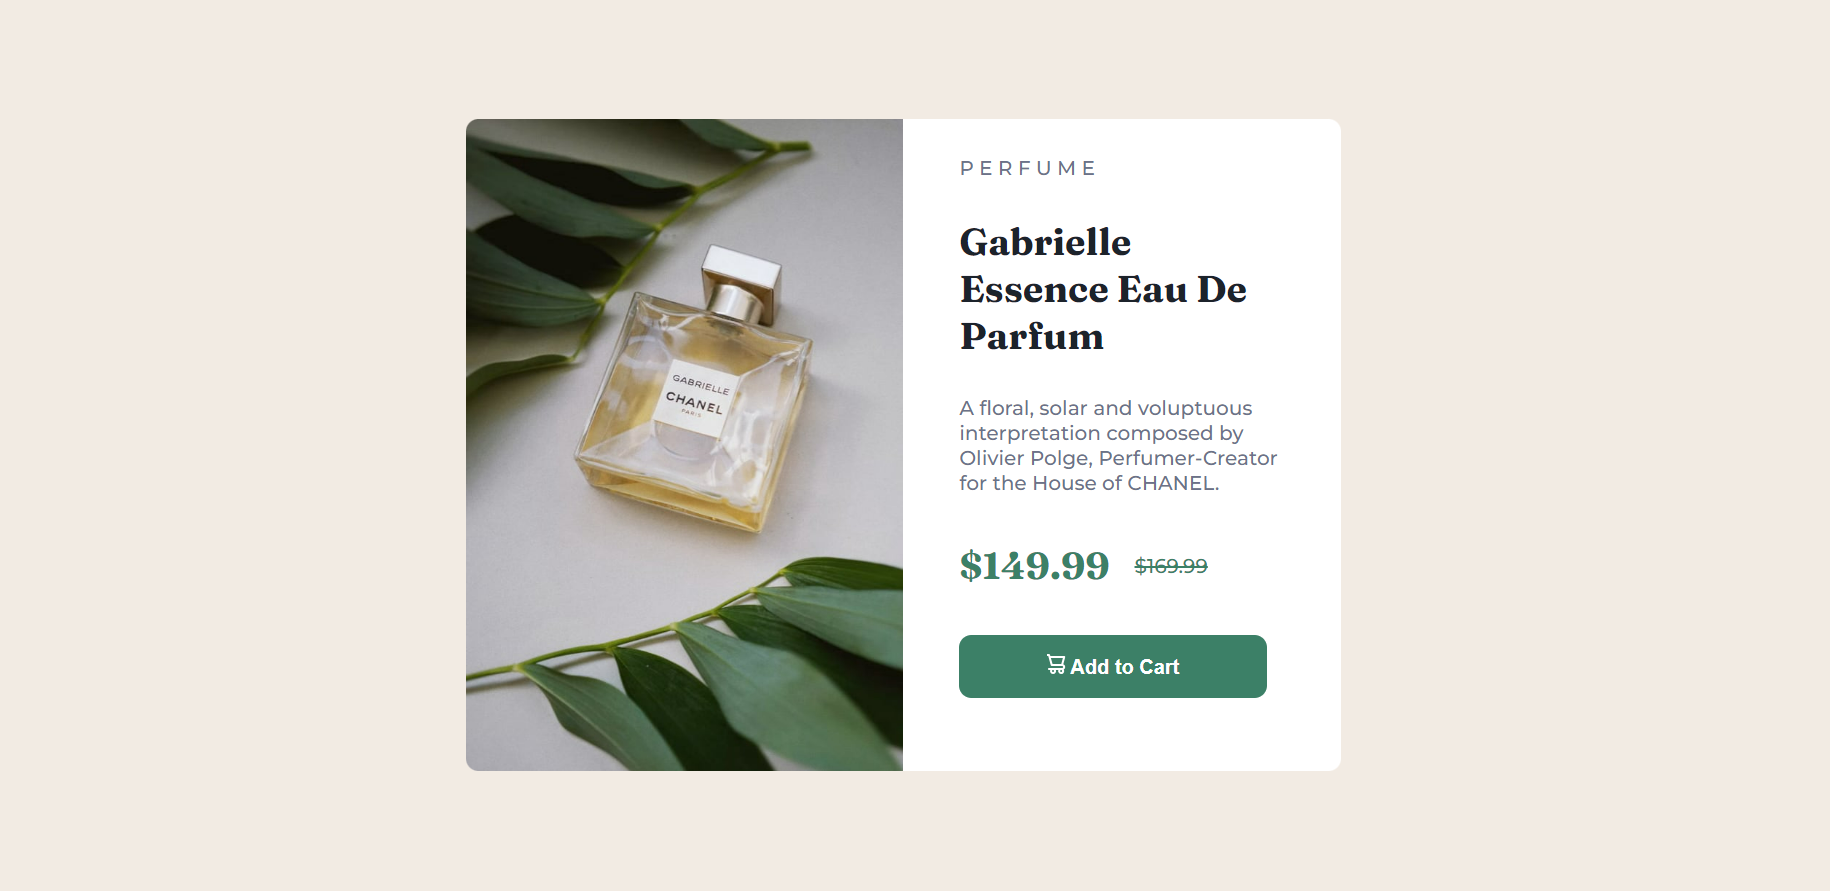 GABRIELLE
CHANEL
PARIS
PERFUME
Gabrielle
Essence Eau De
Parfum
A floral, solar and voluptuous
interpretation composed by
Olivier Polge, Perfumer-Creator
for the House of CHANEL.
$149.99 $169.99
Add to Cart